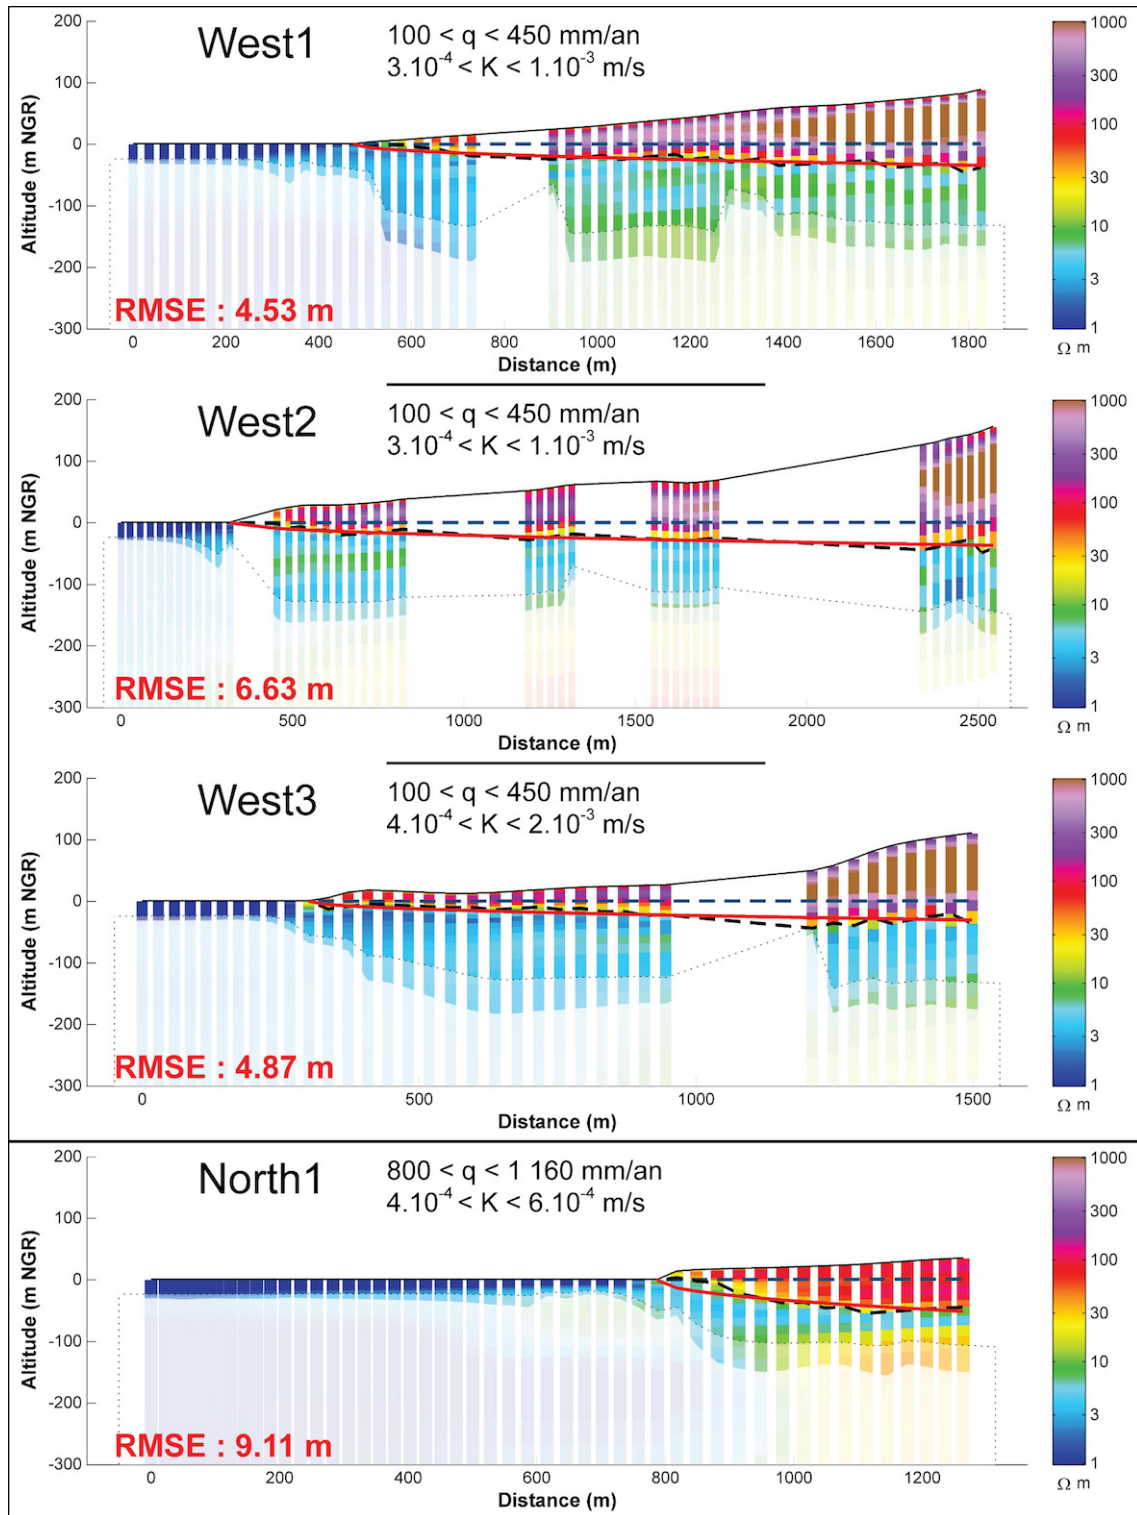 West1
100 < q < 450 mm/an
3.10⁻⁴ < K < 1.10⁻³ m/s
Altitude (m NGR)
200
100
0
-100
-200
-300
RMSE : 4.53 m
0 200 400 600 800 1000 1200 1400 1600 1800
Distance (m)
1000
300
100
30
10
3
1
Ω m
West2
100 < q < 450 mm/an
3.10⁻⁴ < K < 1.10⁻³ m/s
Altitude (m NGR)
200
100
0
-100
-200
-300
RMSE : 6.63 m
0 500 1000 1500 2000 2500
Distance (m)
1000
300
100
30
10
3
1
Ω m
West3
100 < q < 450 mm/an
4.10⁻⁴ < K < 2.10⁻³ m/s
Altitude (m NGR)
200
100
0
-100
-200
-300
RMSE : 4.87 m
0 500 1000 1500
Distance (m)
1000
300
100
30
10
3
1
Ω m
North1
800 < q < 1 160 mm/an
4.10⁻⁴ < K < 6.10⁻⁴ m/s
Altitude (m NGR)
200
100
0
-100
-200
-300
RMSE : 9.11 m
0 200 400 600 800 1000 1200
Distance (m)
1000
300
100
30
10
3
1
Ω m